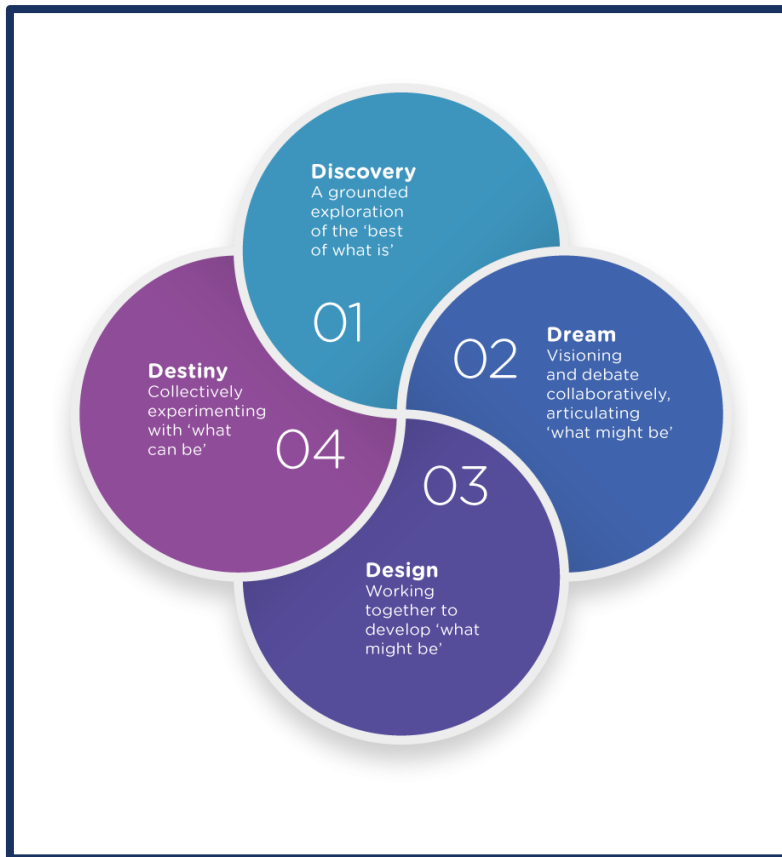 Discovery
A grounded
exploration
of the ‘best
of what is’
01
02
Dream
Visioning
and debate
collaboratively,
articulating
‘what might be’
03
Design
Working
together to
develop ‘what
might be’
Destiny
Collectively
experimenting
with ‘what
can be’
04